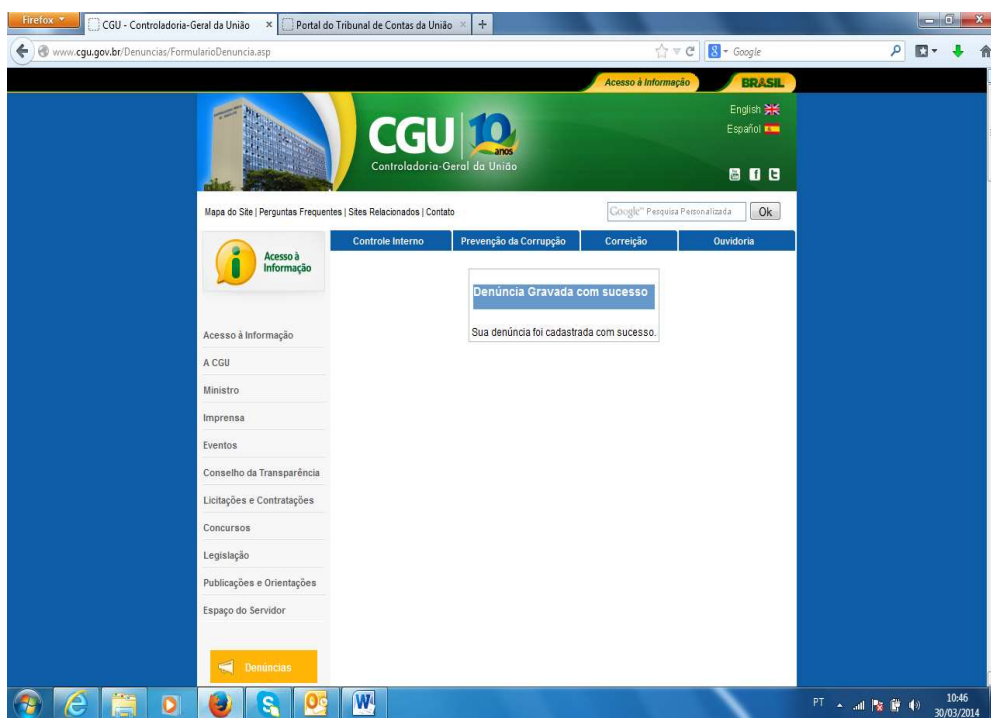 Firefox
CGU - Controladoria-Geral da União
Portal do Tribunal de Contas da União
www.cgu.gov.br/Denuncias/FormularioDenuncia.asp
Google
Acesso à Informação
BRASIL
English
Español
CGU 10 anos
Controladoria-Geral da União
Mapa do Site | Perguntas Frequentes | Sites Relacionados | Contato
Google™ Pesquisa Personalizada
Ok
Acesso à
Informação
Controle Interno
Prevenção da Corrupção
Correição
Ouvidoria
Denúncia Gravada com sucesso
Sua denúncia foi cadastrada com sucesso.
Acesso à Informação
A CGU
Ministro
Imprensa
Eventos
Conselho da Transparência
Licitações e Contratações
Concursos
Legislação
Publicações e Orientações
Espaço do Servidor
Denúncias
PT
10:46
30/03/2014